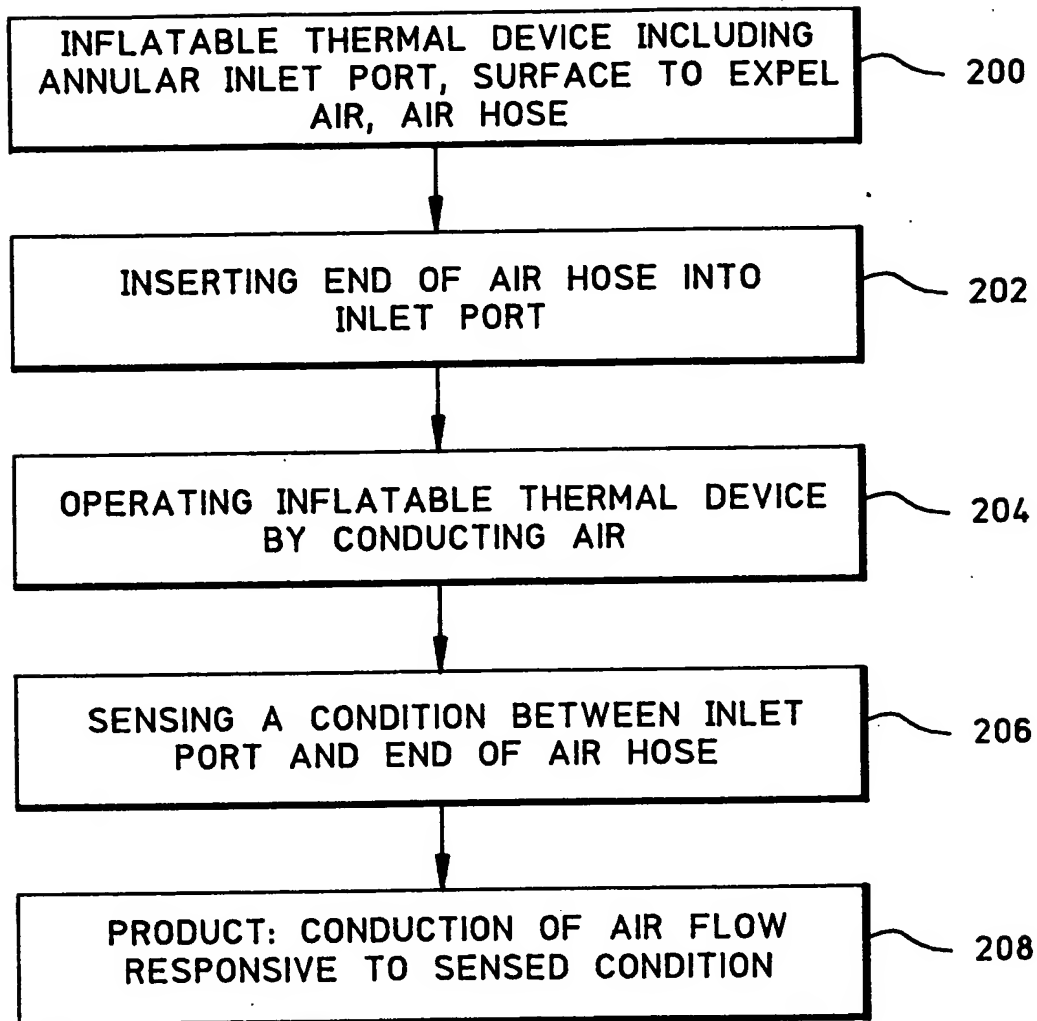 INFLATABLE THERMAL DEVICE INCLUDING
ANNULAR INLET PORT, SURFACE TO EXPEL
AIR, AIR HOSE
200
INSERTING END OF AIR HOSE INTO
INLET PORT
202
OPERATING INFLATABLE THERMAL DEVICE
BY CONDUCTING AIR
204
SENSING A CONDITION BETWEEN INLET
PORT AND END OF AIR HOSE
206
PRODUCT: CONDUCTION OF AIR FLOW
RESPONSIVE TO SENSED CONDITION
208